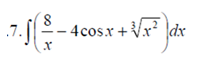 .7. ∫(8/x − 4cos x + ∛x²)dx